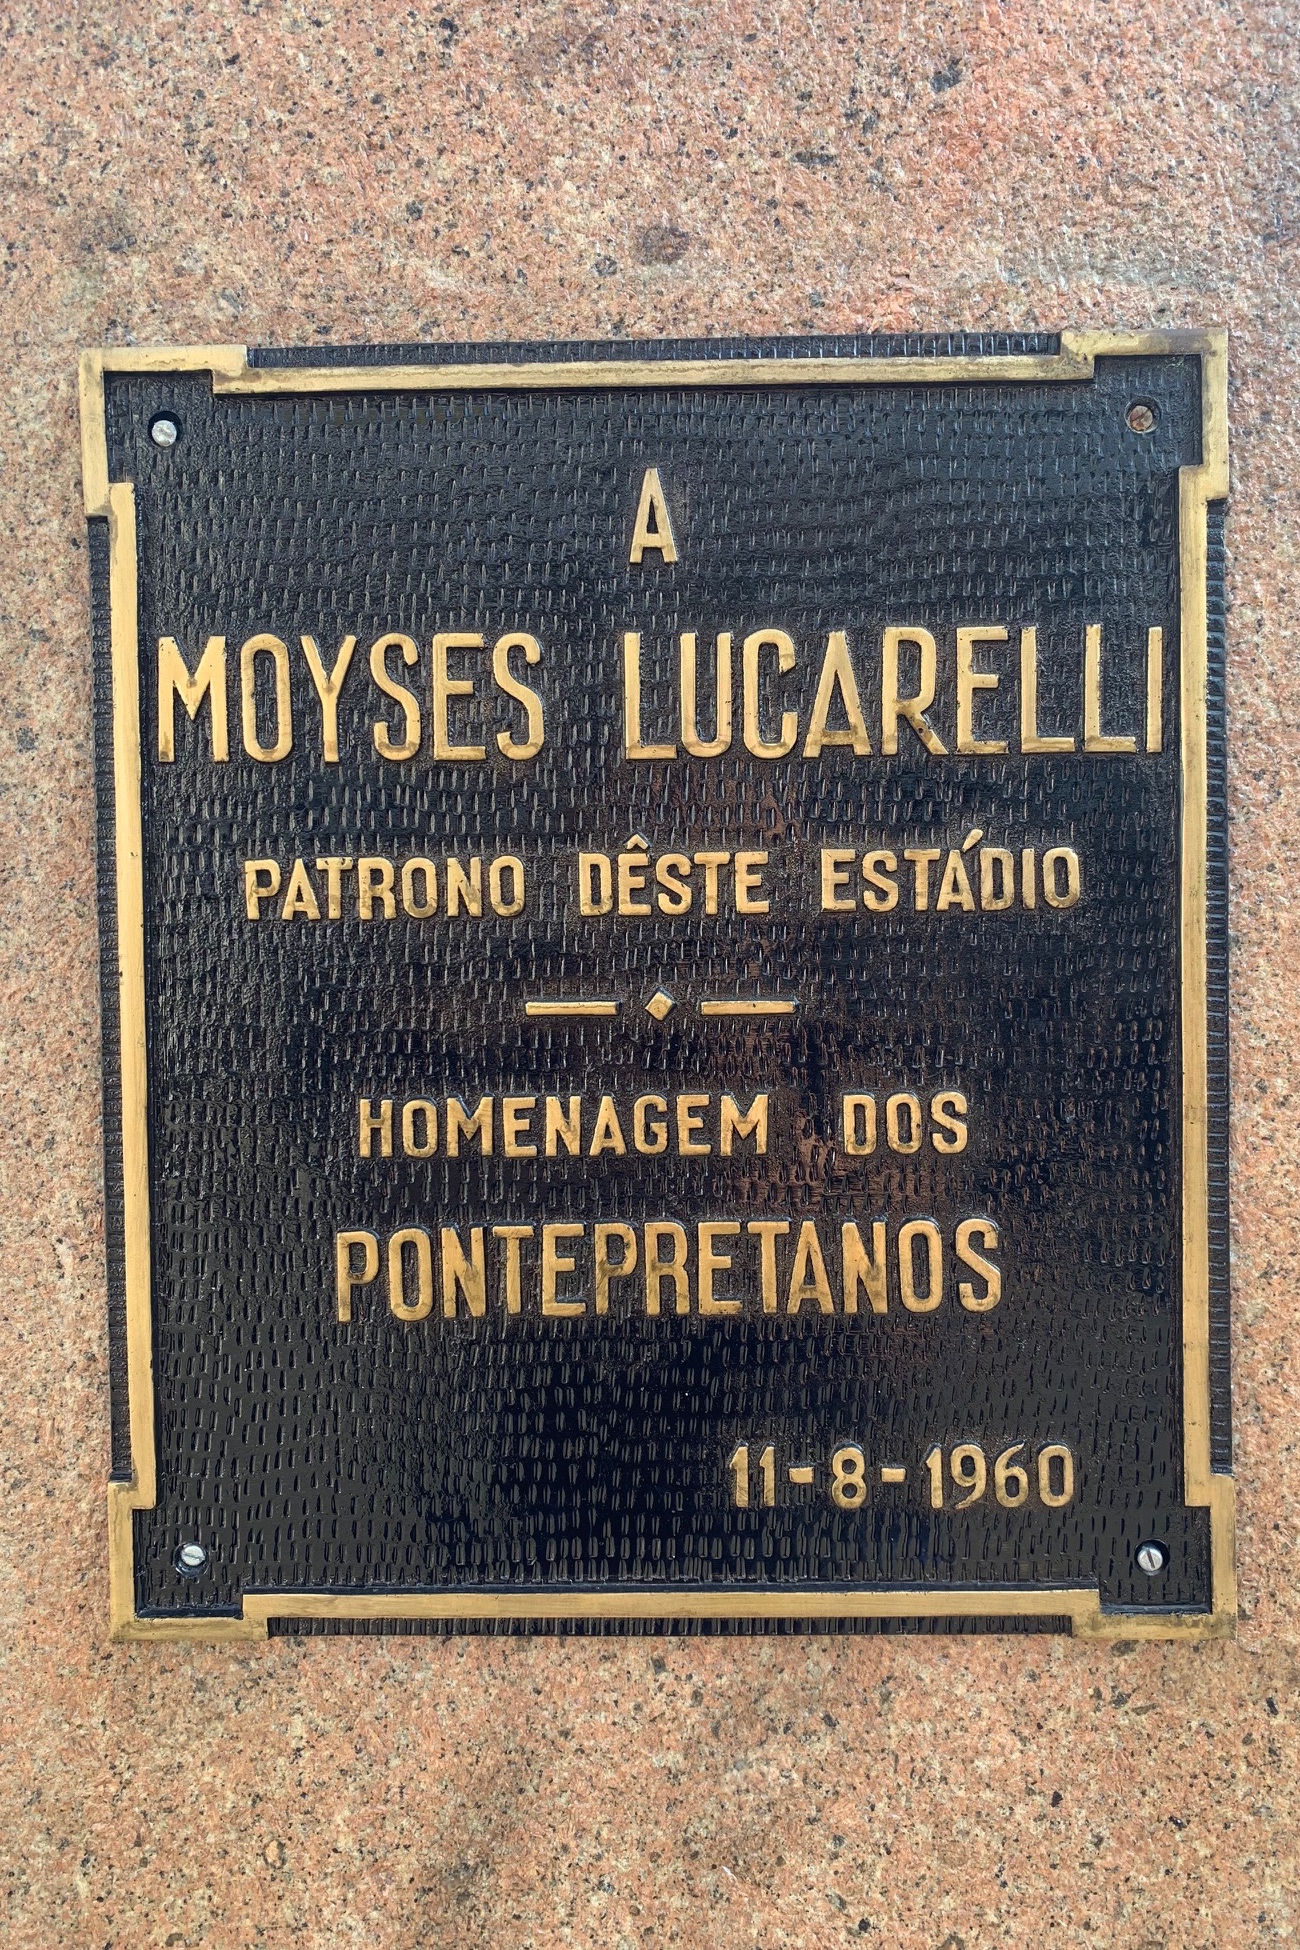 A
MOYSES LUCARELLI
PATRONO DÊSTE ESTÁDIO
HOMENAGEM DOS
PONTEPRETANOS
11-8-1960